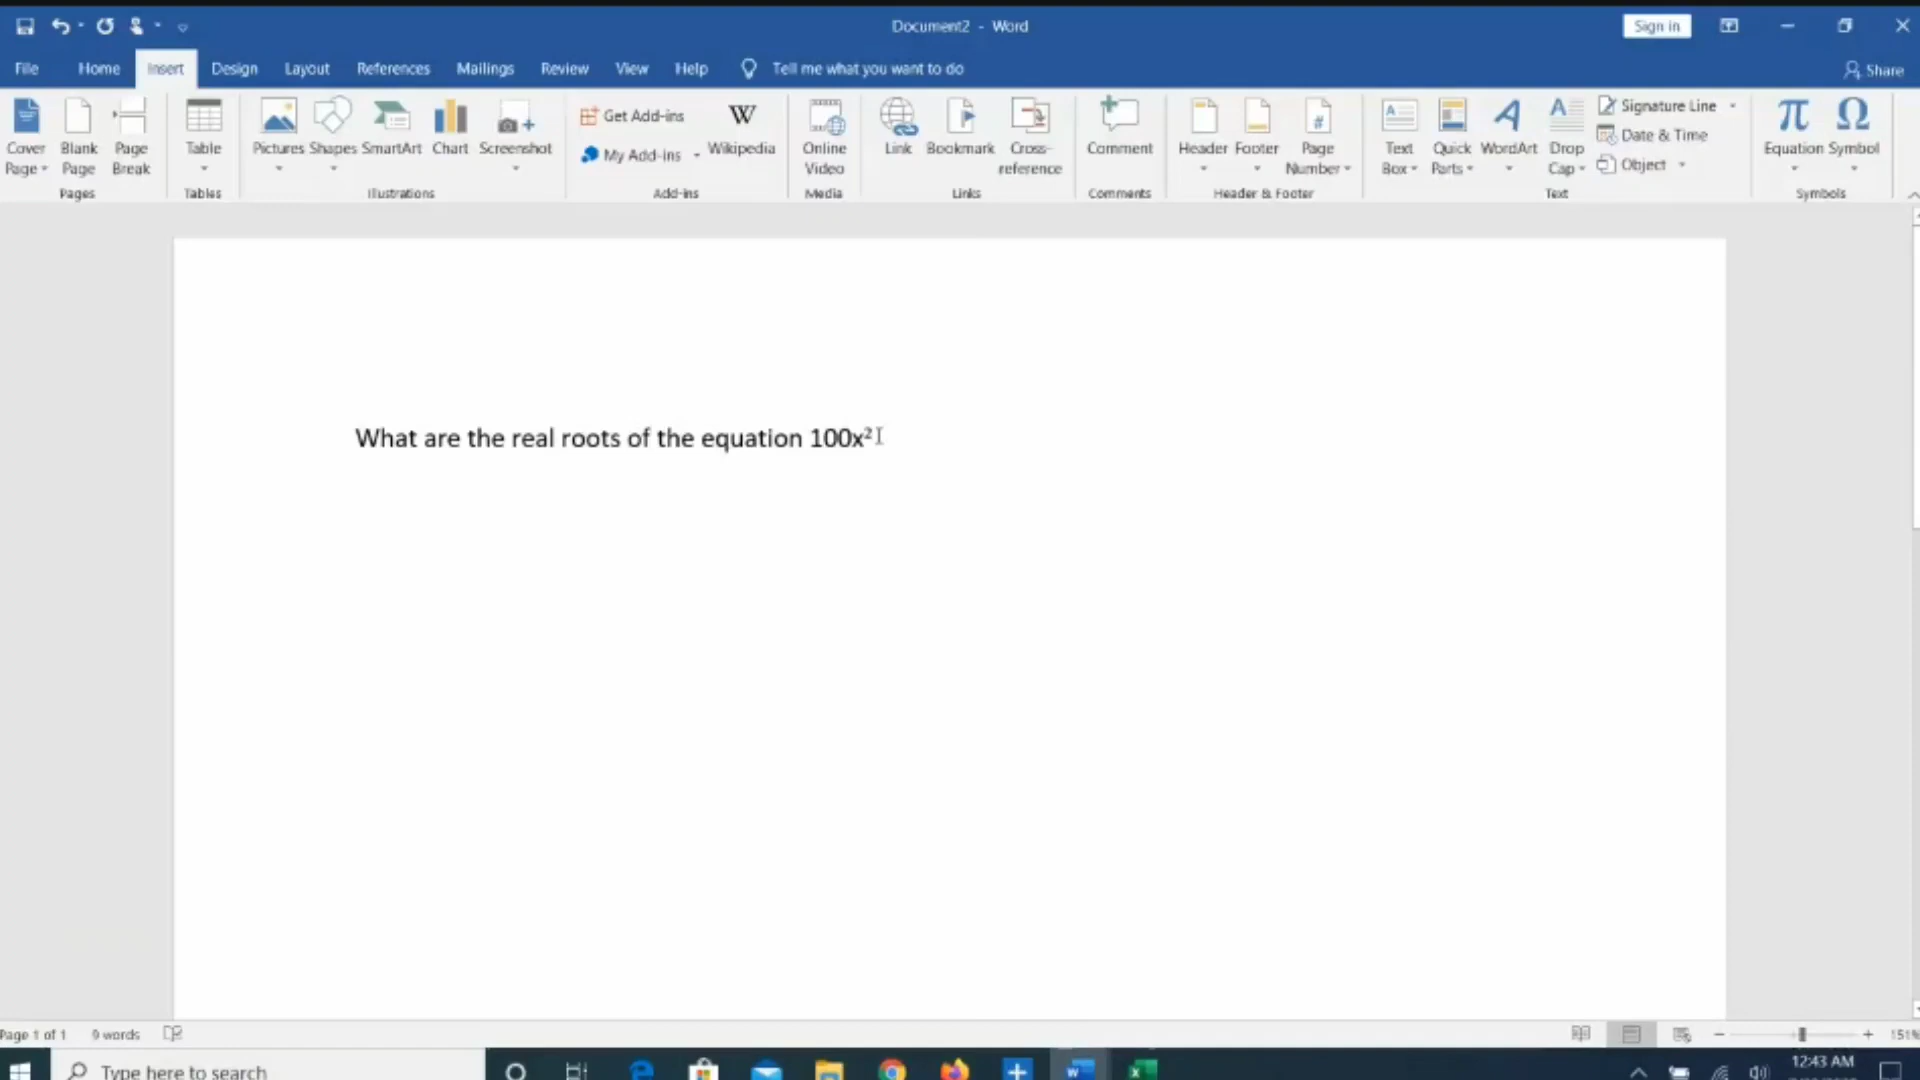 Document2 - Word
Sign in
File Home Insert Design Layout References Mailings Review View Help Tell me what you want to do
Share
Cover Page
Blank Page
Page Break
Pages
Table
Tables
Pictures
Shapes
SmartArt
Chart
Screenshot
Illustrations
Get Add-ins
My Add-ins
W
Wikipedia
Add-ins
Online Video
Media
Link
Bookmark
Cross-reference
Links
Comment
Comments
Header
Footer
Page Number
Header & Footer
Text Box
Quick Parts
WordArt
Drop Cap
Signature Line
Date & Time
Object
Text
π
Equation
Ω
Symbol
Symbols
What are the real roots of the equation 100x²
Page 1 of 1 9 words
151%
Type here to search
12:43 AM